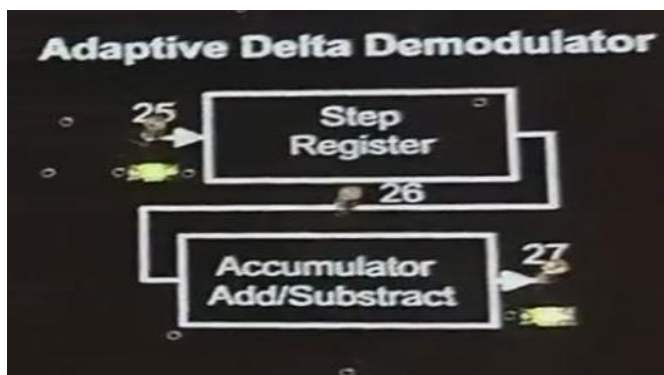 Adaptive Delta Demodulator
25
Step
Register
26
Accumulator
Add/Substract
27